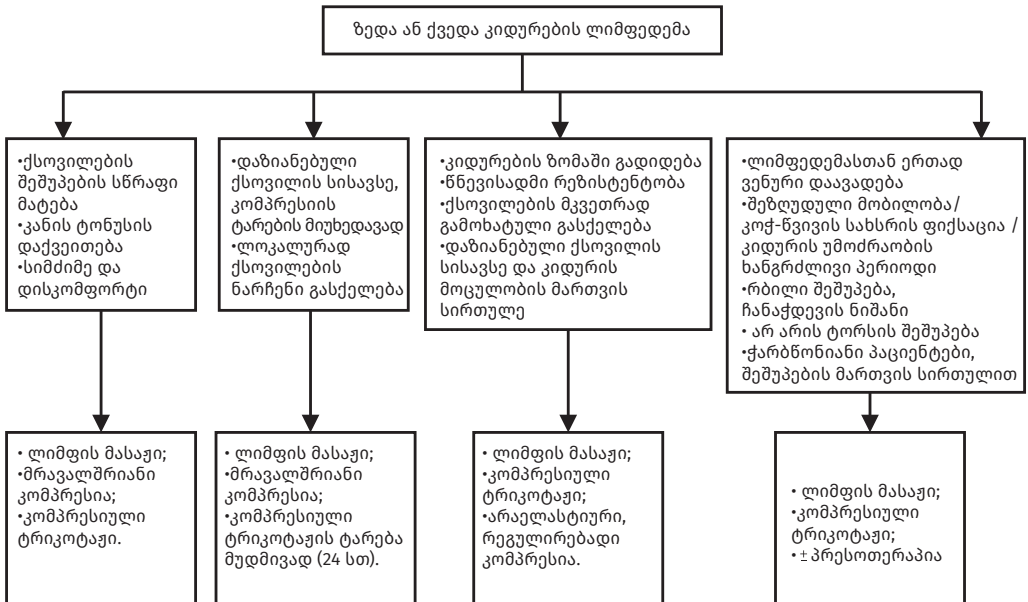 ზედა ან ქვედა კიდურების ლიმფედემა
•ქსოვილების
შეშუპების სწრაფი
მატება
•კანის ტონუსის
დაქვეითება
•სიმძიმე და
დისკომფორტი
•დაზიანებული
ქსოვილის სისავსე,
კომპრესიის
ტარების მიუხედავად
•ლოკალურად
ქსოვილების
ნარჩენი გასქელება
•კიდურების ზომაში გადიდება
•წნევისადმი რეზისტენტობა
•ქსოვილების მკვეთრად
გამოხატული გასქელება
•დაზიანებული ქსოვილის
სისავსე და კიდურის
მოცულობის მართვის
სირთულე
•ლიმფედემასთან ერთად
ვენური დაავადება
•შეზღუდული მობილობა/
კოჭ-წვივის სახსრის ფიქსაცია /
კიდურის უმოძრაობის
ხანგრძლივი პერიოდი
•რბილი შეშუპება,
ჩანაჭდევის ნიშანი
• არ არის ტორსის შეშუპება
•ჭარბწონიანი პაციენტები,
შეშუპების მართვის სირთულით
• ლიმფის მასაჟი;
•მრავალშრიანი
კომპრესია;
•კომპრესიული
ტრიკოტაჟი.
• ლიმფის მასაჟი;
•მრავალშრიანი
კომპრესია;
•კომპრესიული
ტრიკოტაჟის ტარება
მუდმივად (24 სთ).
• ლიმფის მასაჟი;
•კომპრესიული
ტრიკოტაჟი;
•არაელასტიური,
რეგულირებადი
კომპრესია.
• ლიმფის მასაჟი;
•კომპრესიული
ტრიკოტაჟი;
•±პრესოთერაპია